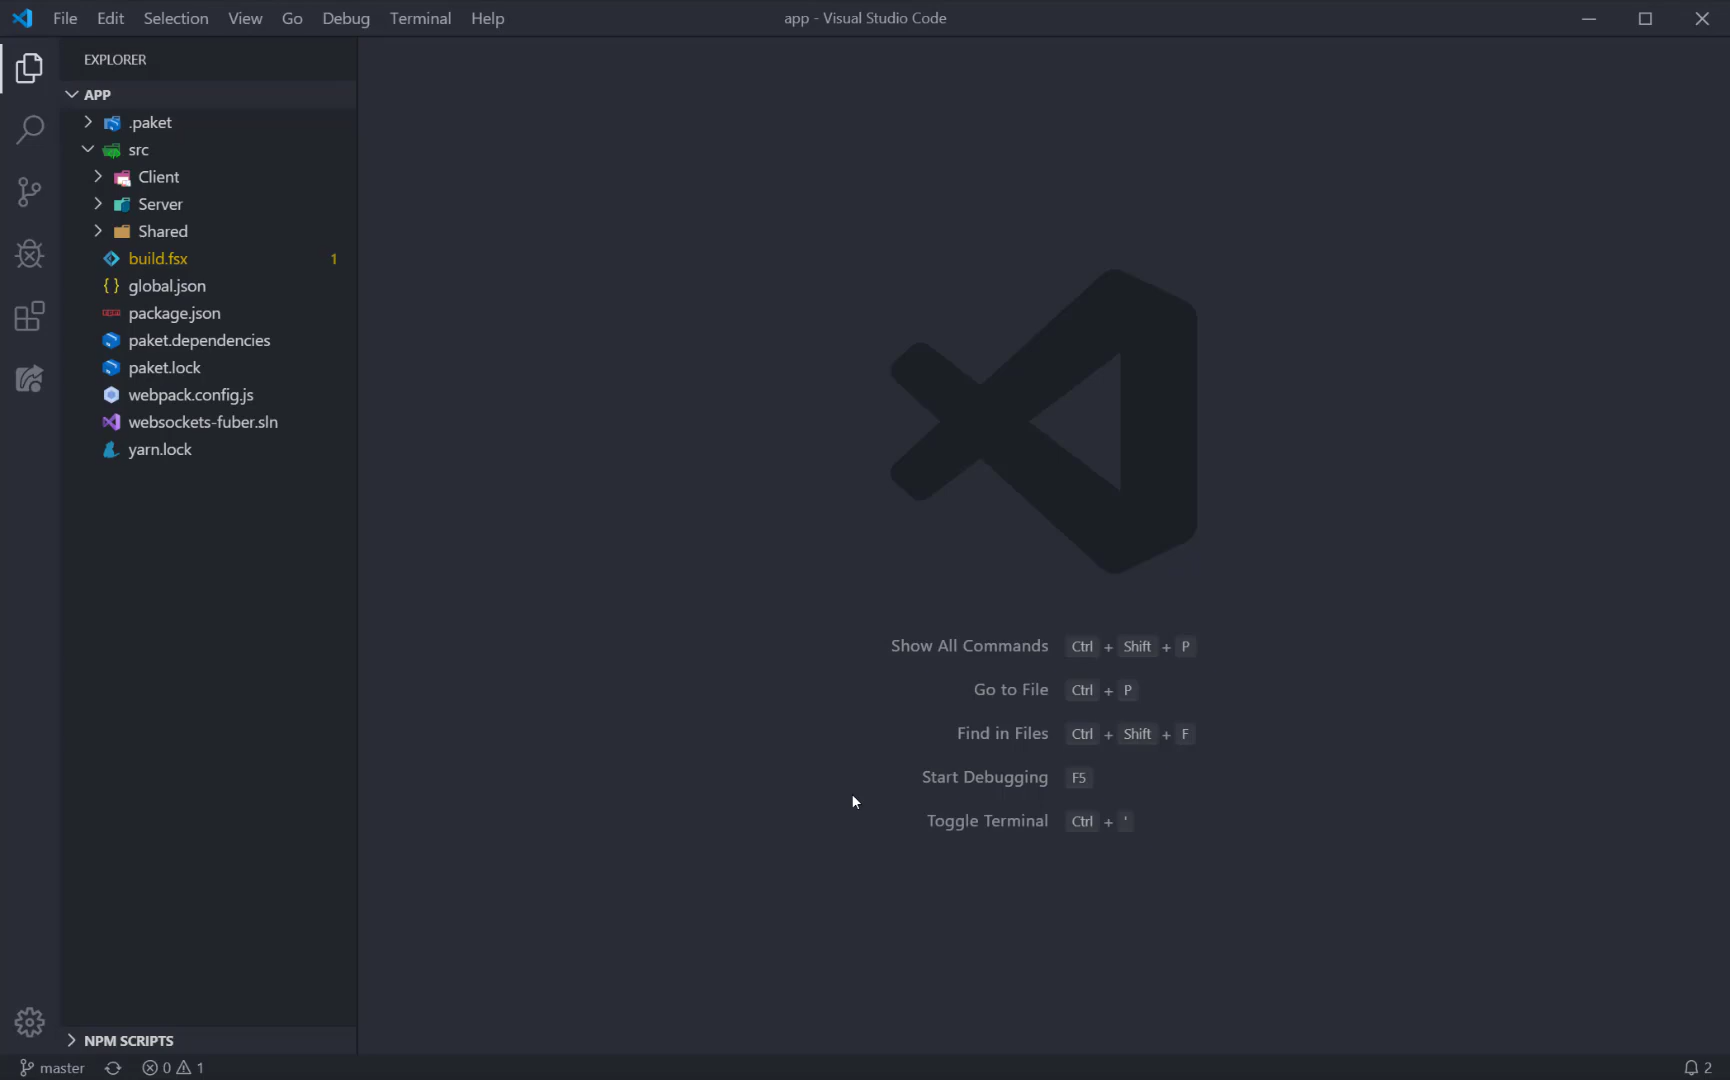 File Edit Selection View Go Debug Terminal Help app - Visual Studio Code
EXPLORER
APP
.paket
src
Client
Server
Shared
build.fsx 1
global.json
package.json
paket.dependencies
paket.lock
webpack.config.js
websockets-fuber.sln
yarn.lock
Show All Commands Ctrl + Shift + P
Go to File Ctrl + P
Find in Files Ctrl + Shift + F
Start Debugging F5
Toggle Terminal Ctrl + '
NPM SCRIPTS
master 0 1 2